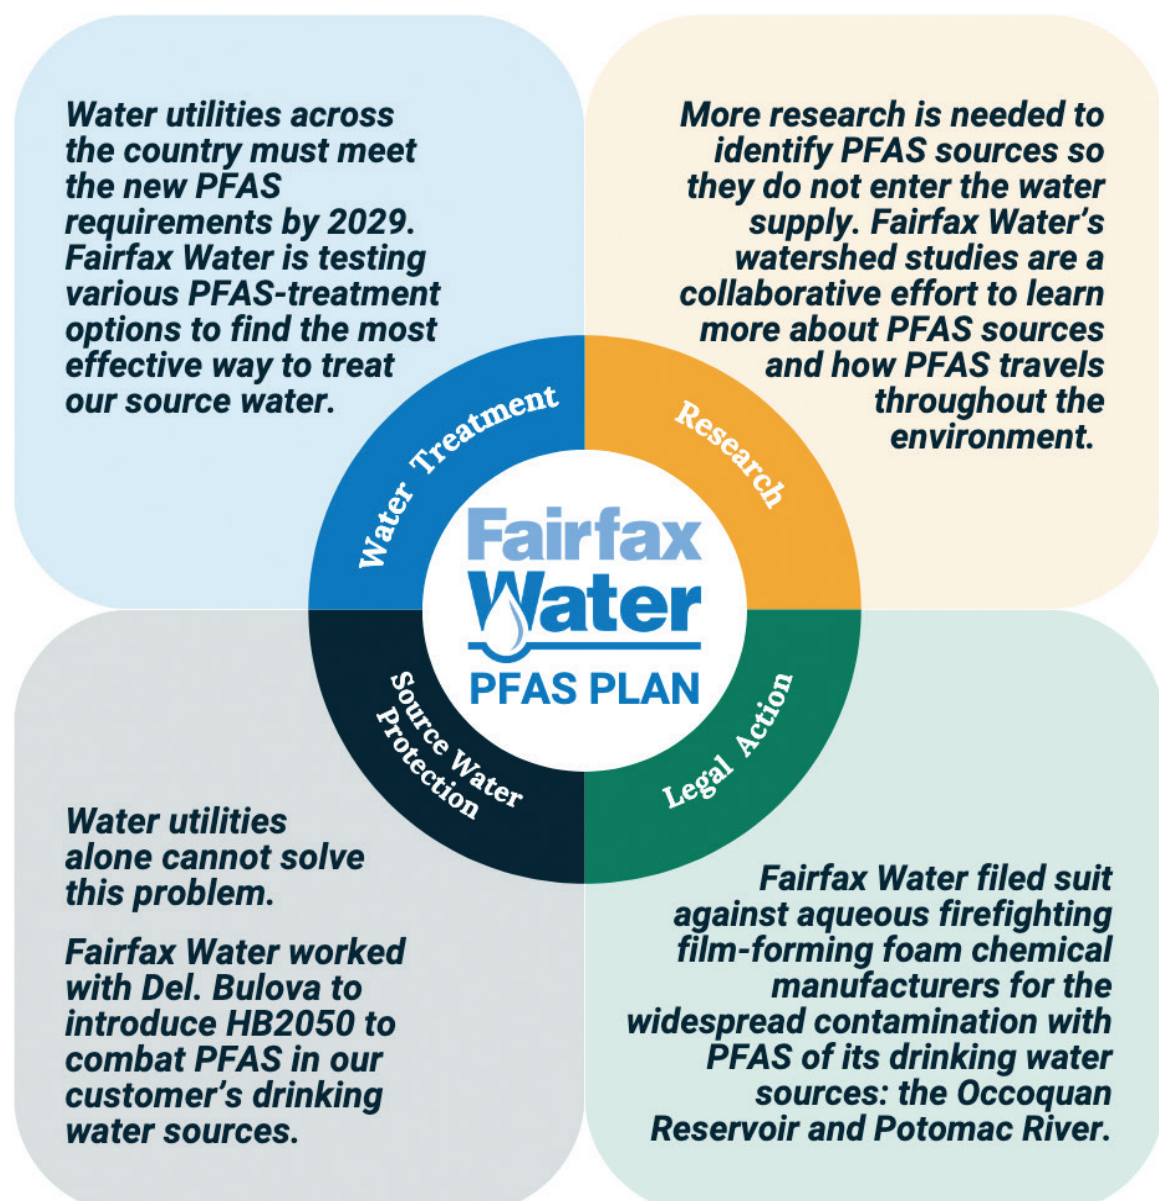 Water utilities across
the country must meet
the new PFAS
requirements by 2029.
Fairfax Water is testing
various PFAS-treatment
options to find the most
effective way to treat
our source water.
More research is needed to
identify PFAS sources so
they do not enter the water
supply. Fairfax Water’s
watershed studies are a
collaborative effort to learn
more about PFAS sources
and how PFAS travels
throughout the
environment.
Water Treatment
Research
Fairfax
Water
PFAS PLAN
Source Water
Protection
Legal Action
Water utilities
alone cannot solve
this problem.
Fairfax Water worked
with Del. Bulova to
introduce HB2050 to
combat PFAS in our
customer’s drinking
water sources.
Fairfax Water filed suit
against aqueous firefighting
film-forming foam chemical
manufacturers for the
widespread contamination with
PFAS of its drinking water
sources: the Occoquan
Reservoir and Potomac River.